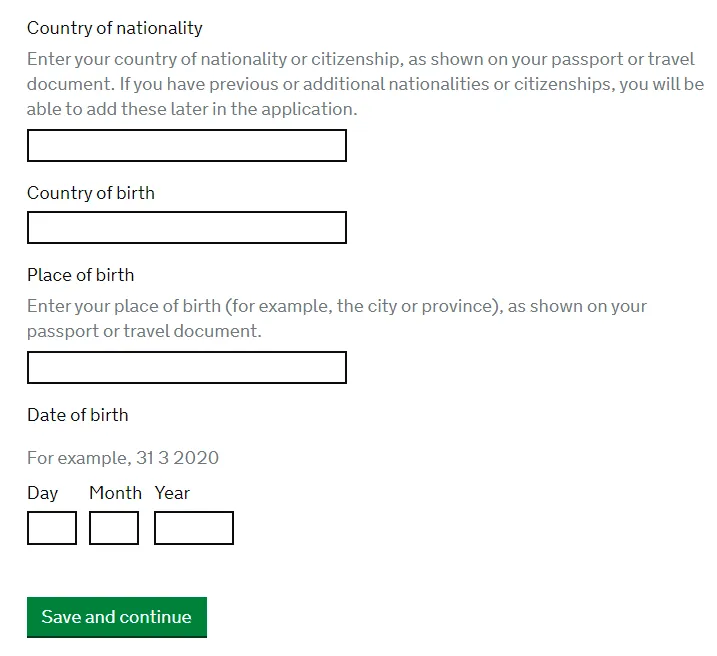 Country of nationality
Enter your country of nationality or citizenship, as shown on your passport or travel
document. If you have previous or additional nationalities or citizenships, you will be
able to add these later in the application.
Country of birth
Place of birth
Enter your place of birth (for example, the city or province), as shown on your
passport or travel document.
Date of birth
For example, 31 3 2020
Day Month Year
Save and continue